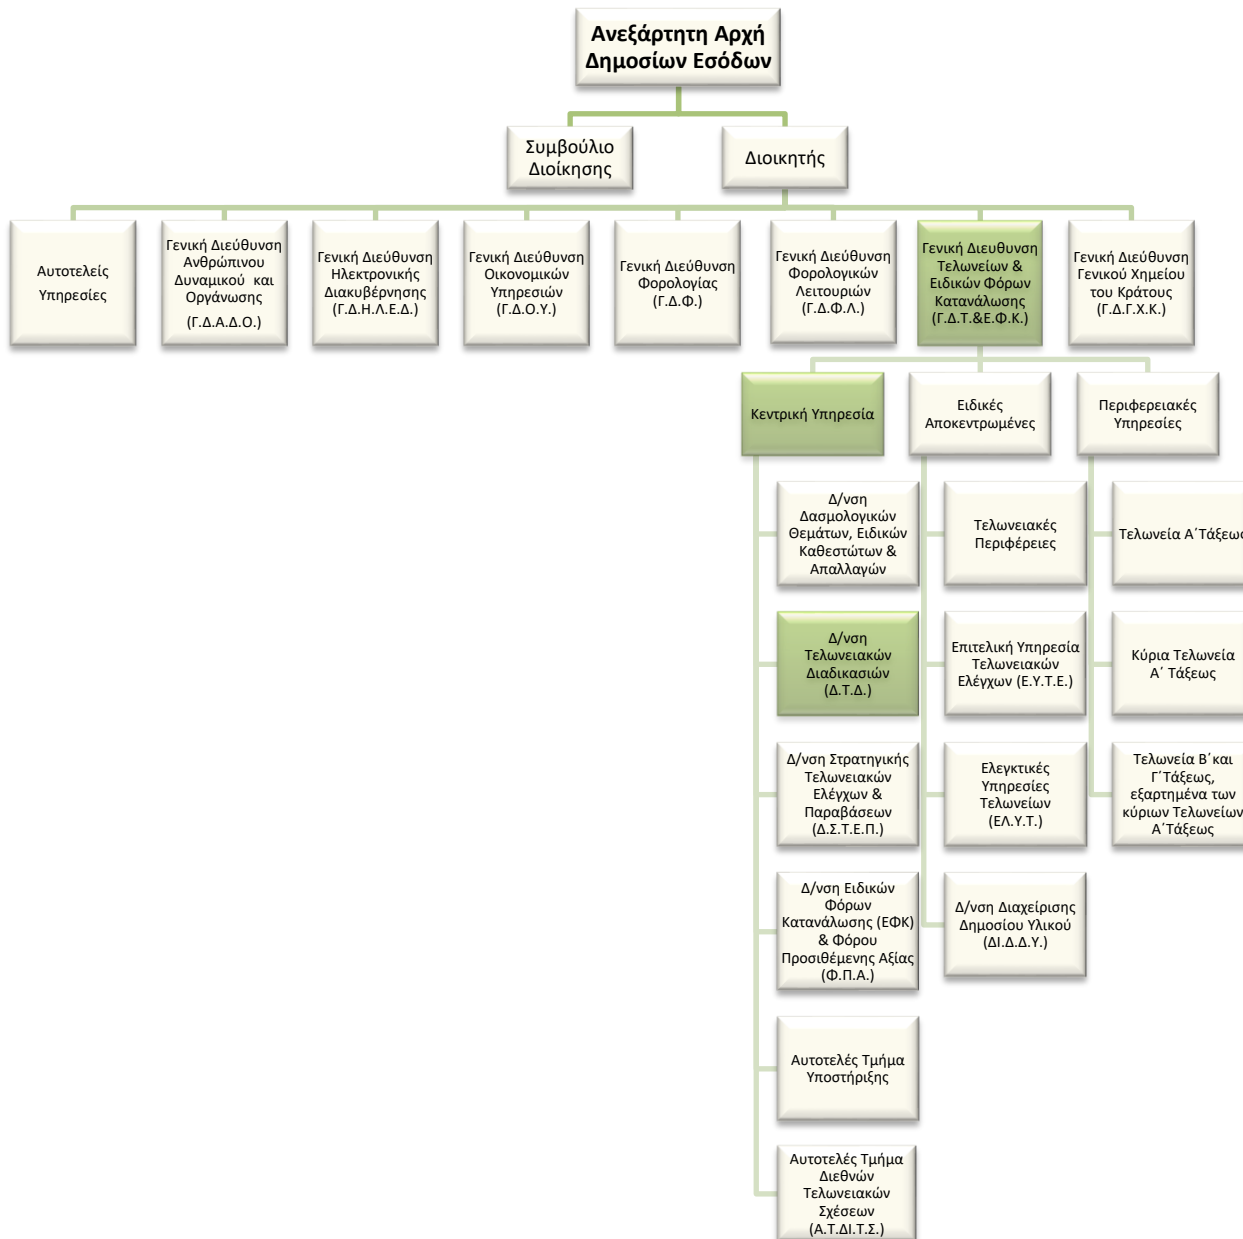 Ανεξάρτητη Αρχή
Δημοσίων Εσόδων
Συμβούλιο
Διοίκησης
Διοικητής
Αυτοτελείς
Υπηρεσίες
Γενική Διεύθυνση
Ανθρώπινου
Δυναμικού και
Οργάνωσης
(Γ.Δ.Α.Δ.Ο.)
Γενική Διεύθυνση
Ηλεκτρονικής
Διακυβέρνησης
(Γ.Δ.Η.Λ.Ε.Δ.)
Γενική Διεύθυνση
Οικονομικών
Υπηρεσιών
(Γ.Δ.Ο.Υ.)
Γενική Διεύθυνση
Φορολογίας
(Γ.Δ.Φ.)
Γενική Διεύθυνση
Φορολογικών
Λειτουριών
(Γ.Δ.Φ.Λ.)
Γενική Διευθυνση
Τελωνείων &
Ειδικών Φόρων
Κατανάλωσης
(Γ.Δ.Τ.&Ε.Φ.Κ.)
Γενική Διεύθυνση
Γενικού Χημείου
του Κράτους
(Γ.Δ.Γ.Χ.Κ.)
Κεντρική Υπηρεσία
Ειδικές
Αποκεντρωμένες
Περιφερειακές
Υπηρεσίες
Δ/νση
Δασμολογικών
Θεμάτων, Ειδικών
Καθεστώτων &
Απαλλαγών
Δ/νση
Τελωνειακών
Διαδικασιών
(Δ.Τ.Δ.)
Δ/νση Στρατηγικής
Τελωνειακών
Ελέγχων &
Παραβάσεων
(Δ.Σ.Τ.Ε.Π.)
Δ/νση Ειδικών
Φόρων
Κατανάλωσης (ΕΦΚ)
& Φόρου
Προσιθέμενης Αξίας
(Φ.Π.Α.)
Αυτοτελές Τμήμα
Υποστήριξης
Αυτοτελές Τμήμα
Διεθνών
Τελωνειακών
Σχέσεων
(Α.Τ.ΔΙ.Τ.Σ.)
Τελωνειακές
Περιφέρειες
Επιτελική Υπηρεσία
Τελωνειακών
Ελέγχων (Ε.Υ.Τ.Ε.)
Ελεγκτικές
Υπηρεσίες
Τελωνείων
(ΕΛ.Υ.Τ.)
Δ/νση Διαχείρισης
Δημοσίου Υλικού
(ΔΙ.Δ.Δ.Υ.)
Τελωνεία Α΄Τάξεως
Κύρια Τελωνεία
Α΄ Τάξεως
Τελωνεία Β΄και
Γ΄Τάξεως,
εξαρτημένα των
κύριων Τελωνείων
Α΄Τάξεως